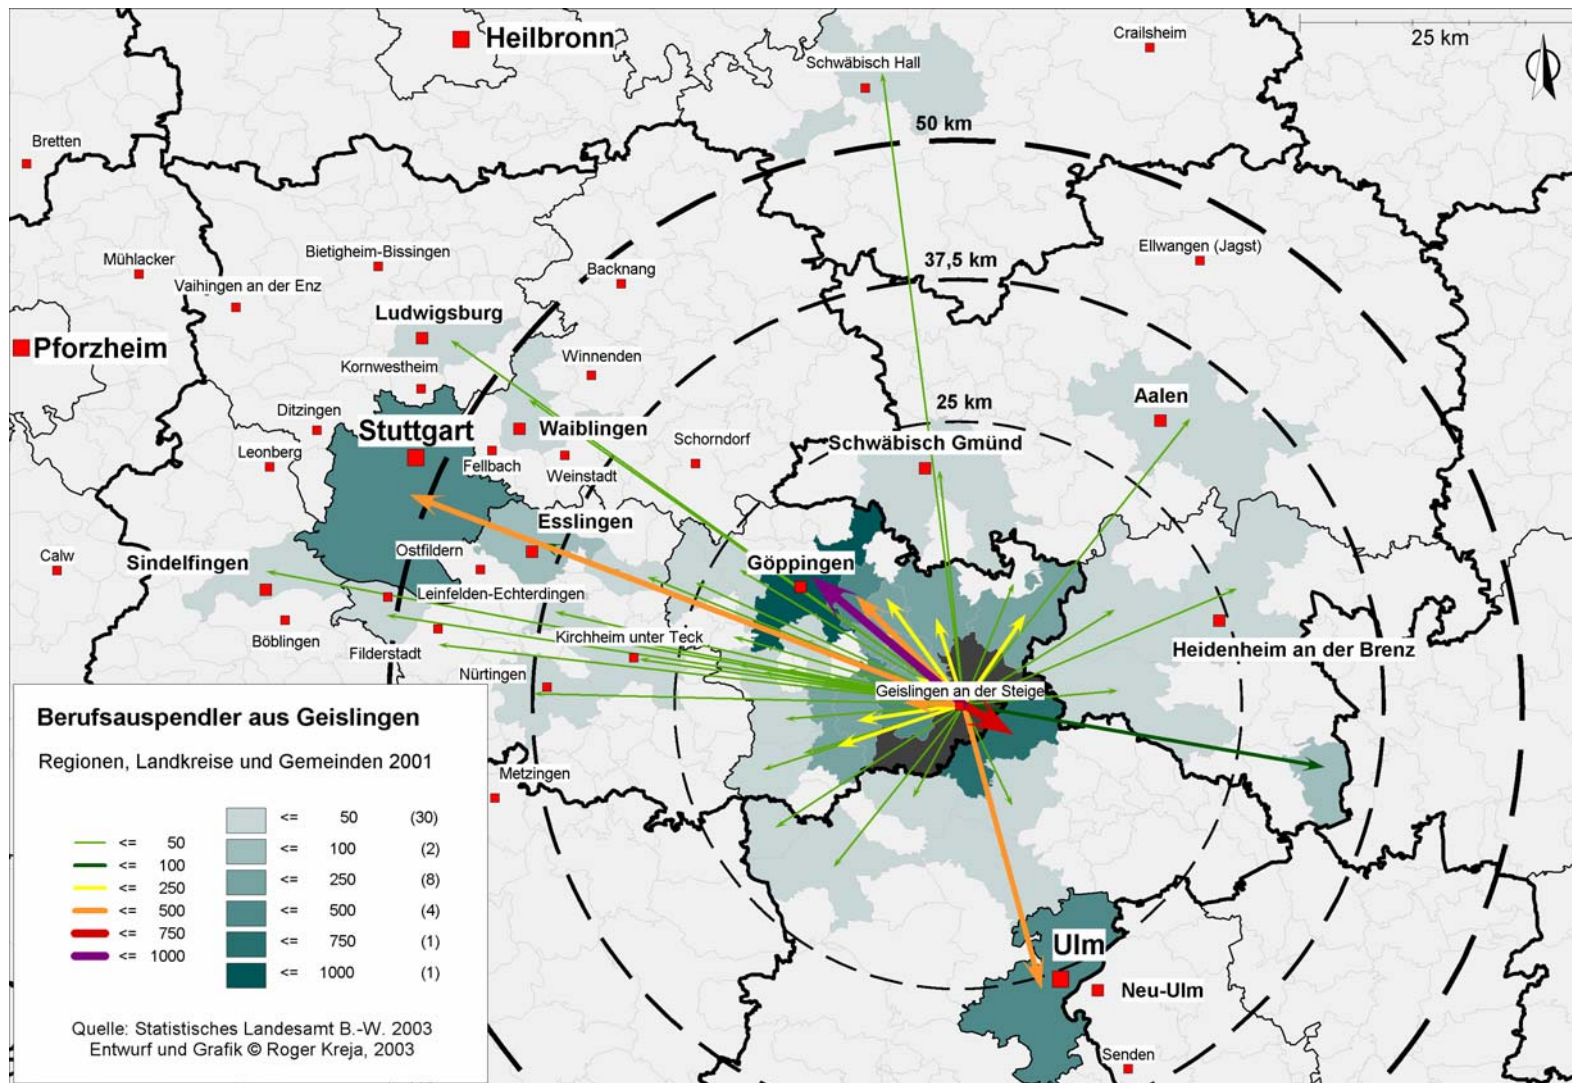 Heilbronn
Schwäbisch Hall
Crailsheim
25 km
50 km
Bretten
Mühlacker
Bietigheim-Bissingen
Vaihingen an der Enz
Backnang
37,5 km
Ellwangen (Jagst)
Ludwigsburg
Pforzheim
Kornwestheim
Winnenden
Ditzingen
Stuttgart
Waiblingen
Schorndorf
25 km
Aalen
Leonberg
Fellbach
Weinstadt
Schwäbisch Gmünd
Esslingen
Calw
Sindelfingen
Ostfildern
Göppingen
Leinfelden-Echterdingen
Böblingen
Filderstadt
Kirchheim unter Teck
Heidenheim an der Brenz
Nürtingen
Geislingen an der Steige
Metzingen
Ulm
Neu-Ulm
Senden
Berufsauspendler aus Geislingen
Regionen, Landkreise und Gemeinden 2001
<= 50
<= 100
<= 250
<= 500
<= 750
<= 1000
<= 50 (30)
<= 100 (2)
<= 250 (8)
<= 500 (4)
<= 750 (1)
<= 1000 (1)
Quelle: Statistisches Landesamt B.-W. 2003
Entwurf und Grafik © Roger Kreja, 2003